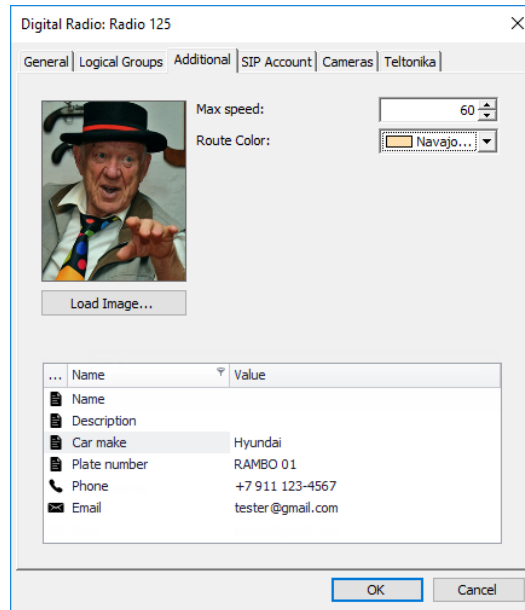 Digital Radio: Radio 125
General Logical Groups Additional SIP Account Cameras Teltonika
Max speed: 60
Route Color: Navajo...
Load Image...
... Name Value
Name
Description
Car make Hyundai
Plate number RAMBO 01
Phone +7 911 123-4567
Email tester@gmail.com
OK Cancel